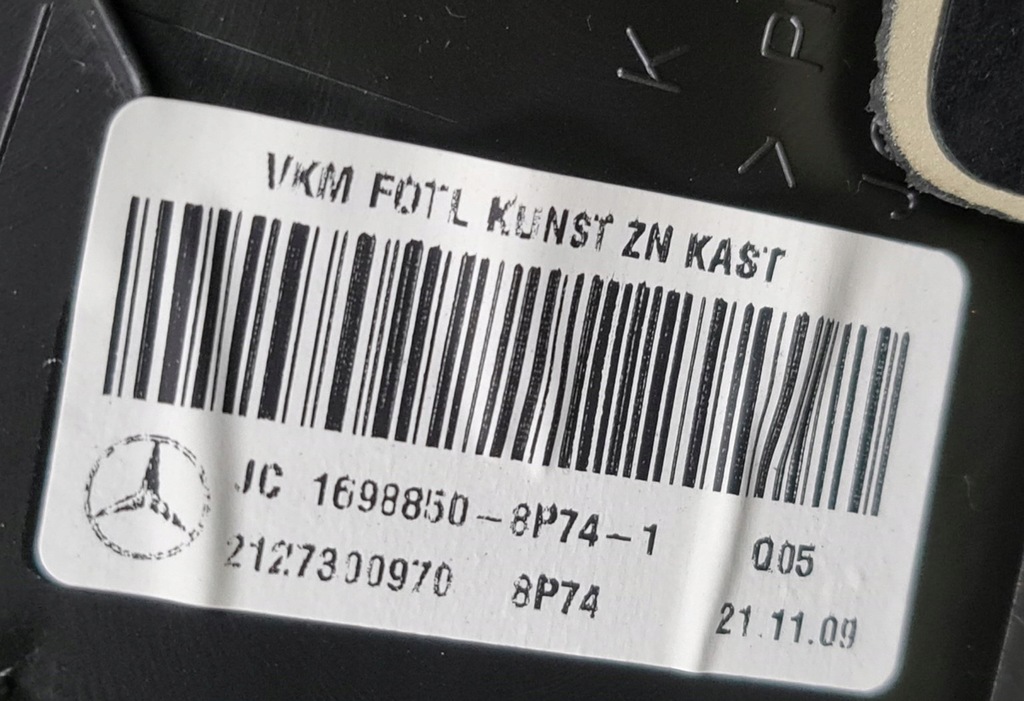 VKM FOTL KUNST ZN KAST
JC 1698850-8P74-1
Q05
2127300970 8P74
21.11.09